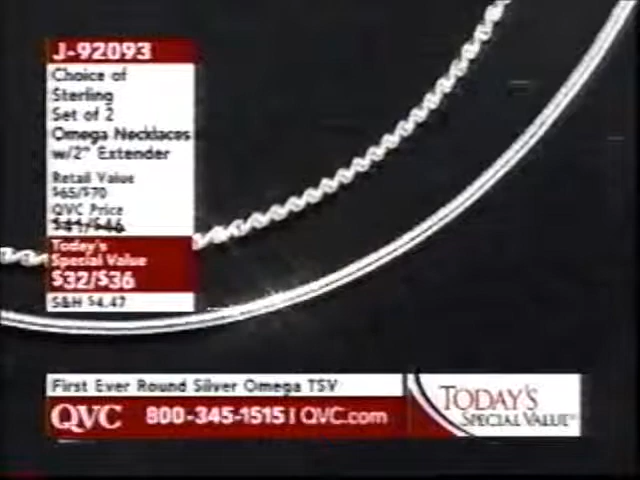 J-92093
Choice of
Sterling
Set of 2
Omega Necklaces
w/2" Extender
Retail Value
$65/$70
QVC Price
$41/$46
Today's
Special Value
$32/$36
S&H $4.47
First Ever Round Silver Omega TSV
QVC 800-345-1515 | QVC.com
TODAY'S
SPECIAL VALUE®